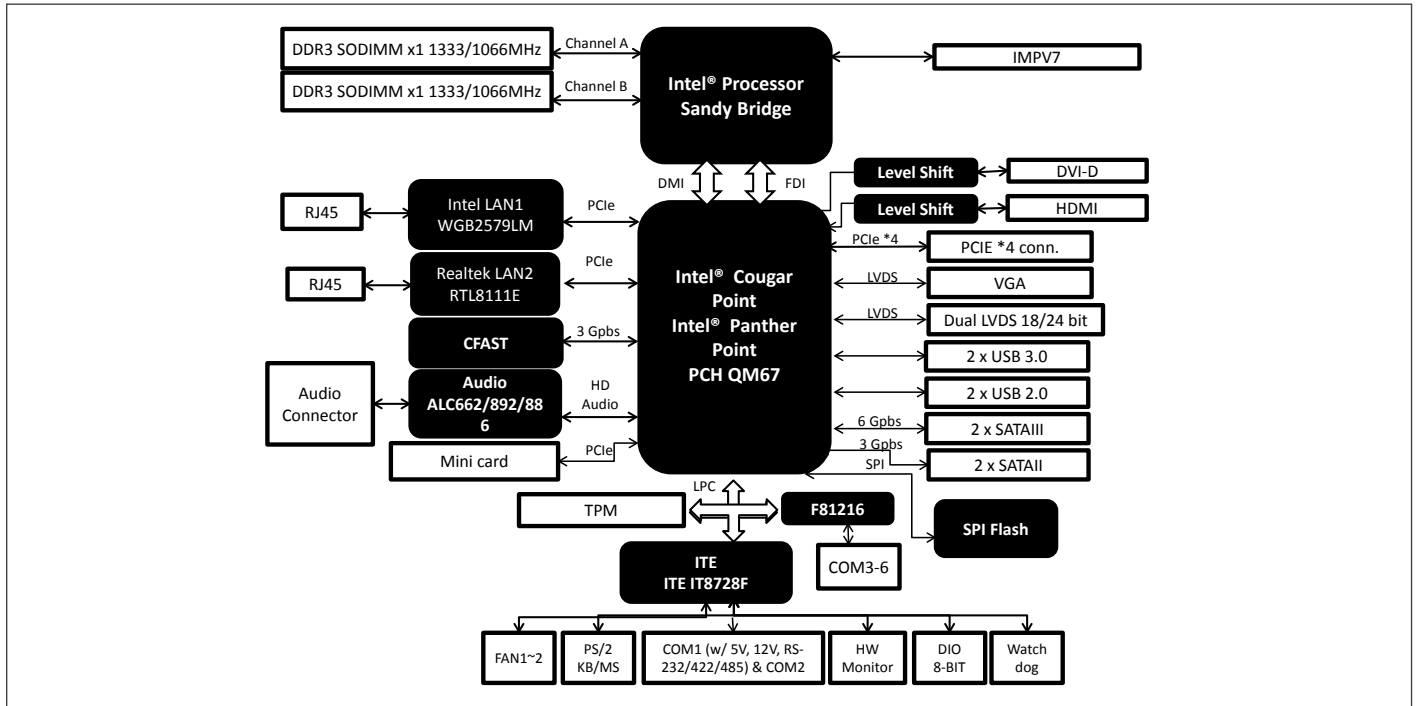 DDR3 SODIMM x1 1333/1066MHz
Channel A
DDR3 SODIMM x1 1333/1066MHz
Channel B
Intel® Processor
Sandy Bridge
IMPV7
DMI
FDI
Level Shift
DVI-D
Level Shift
HDMI
RJ45
Intel LAN1
WGB2579LM
PCIe
RJ45
Realtek LAN2
RTL8111E
PCIe
CFAST
3 Gpbs
Audio
Connector
Audio
ALC662/892/88
6
HD
Audio
Mini card
PCIe
Intel® Cougar
Point
Intel® Panther
Point
PCH QM67
PCIe *4
PCIE *4 conn.
LVDS
VGA
LVDS
Dual LVDS 18/24 bit
2 x USB 3.0
2 x USB 2.0
6 Gpbs
2 x SATAIII
3 Gpbs
2 x SATAII
SPI
SPI Flash
LPC
TPM
F81216
COM3-6
ITE
ITE IT8728F
FAN1~2
PS/2
KB/MS
COM1 (w/ 5V, 12V, RS-
232/422/485) & COM2
HW
Monitor
DIO
8-BIT
Watch
dog